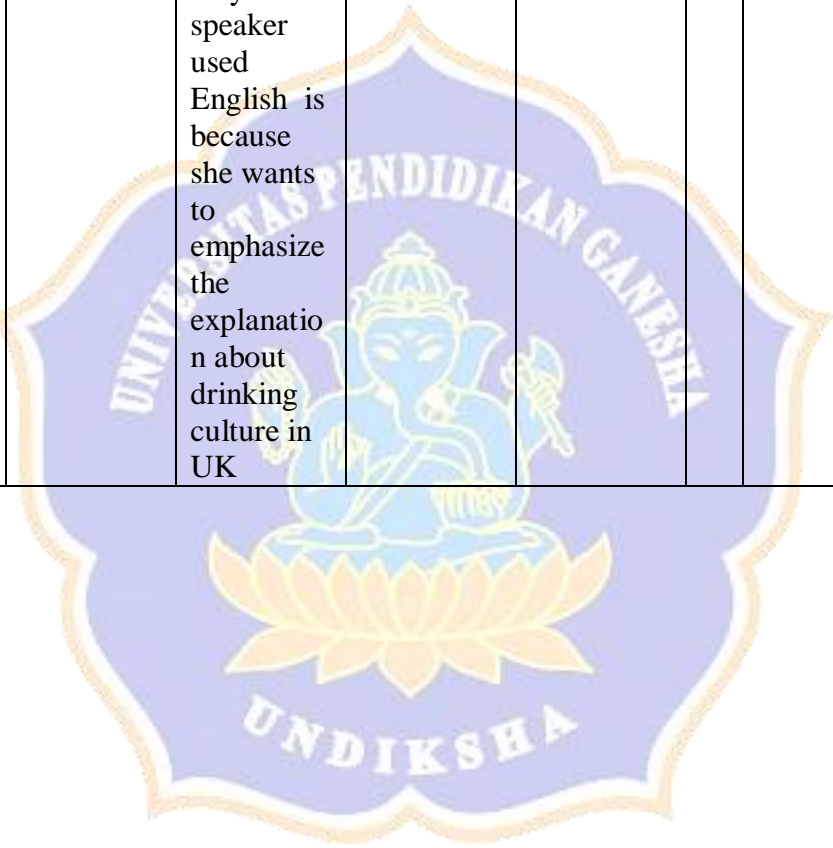 speaker
used
English is
because
she wants
to
emphasize
the
explanatio
n about
drinking
culture in
UK
UNIVERSITAS PENDIDIKAN GANESHA
UNDIKSHA